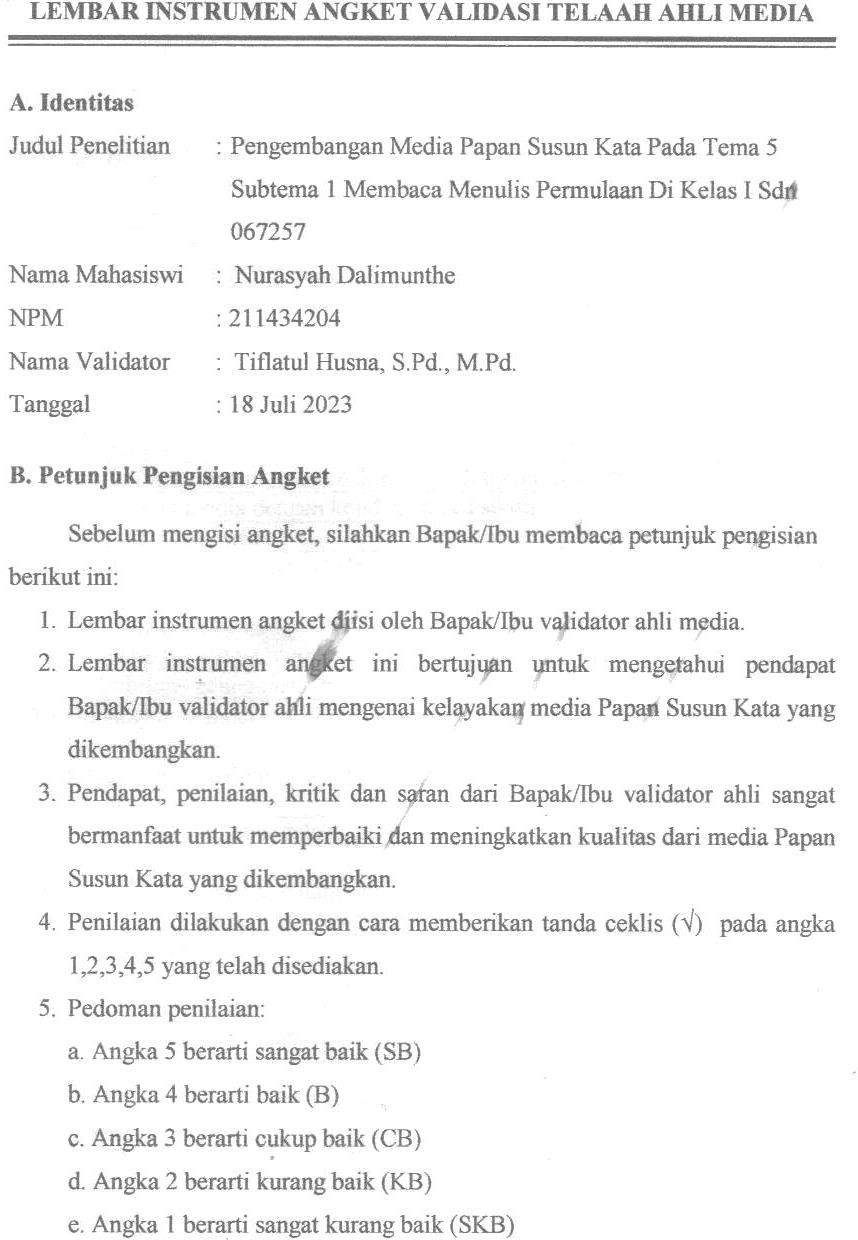 LEMBAR INSTRUMEN ANGKET VALIDASI TELAAH AHLI MEDIA
A. Identitas
Judul Penelitian : Pengembangan Media Papan Susun Kata Pada Tema 5
Subtema 1 Membaca Menulis Permulaan Di Kelas I Sdn
067257
Nama Mahasiswi : Nurasyah Dalimunthe
NPM : 211434204
Nama Validator : Tiflatul Husna, S.Pd., M.Pd.
Tanggal : 18 Juli 2023
B. Petunjuk Pengisian Angket
Sebelum mengisi angket, silahkan Bapak/Ibu membaca petunjuk pengisian
berikut ini:
1. Lembar instrumen angket diisi oleh Bapak/Ibu validator ahli media.
2. Lembar instrumen angket ini bertujuan untuk mengetahui pendapat
Bapak/Ibu validator ahli mengenai kelayakan media Papan Susun Kata yang
dikembangkan.
3. Pendapat, penilaian, kritik dan saran dari Bapak/Ibu validator ahli sangat
bermanfaat untuk memperbaiki dan meningkatkan kualitas dari media Papan
Susun Kata yang dikembangkan.
4. Penilaian dilakukan dengan cara memberikan tanda ceklis (√) pada angka
1,2,3,4,5 yang telah disediakan.
5. Pedoman penilaian:
a. Angka 5 berarti sangat baik (SB)
b. Angka 4 berarti baik (B)
c. Angka 3 berarti cukup baik (CB)
d. Angka 2 berarti kurang baik (KB)
e. Angka 1 berarti sangat kurang baik (SKB)